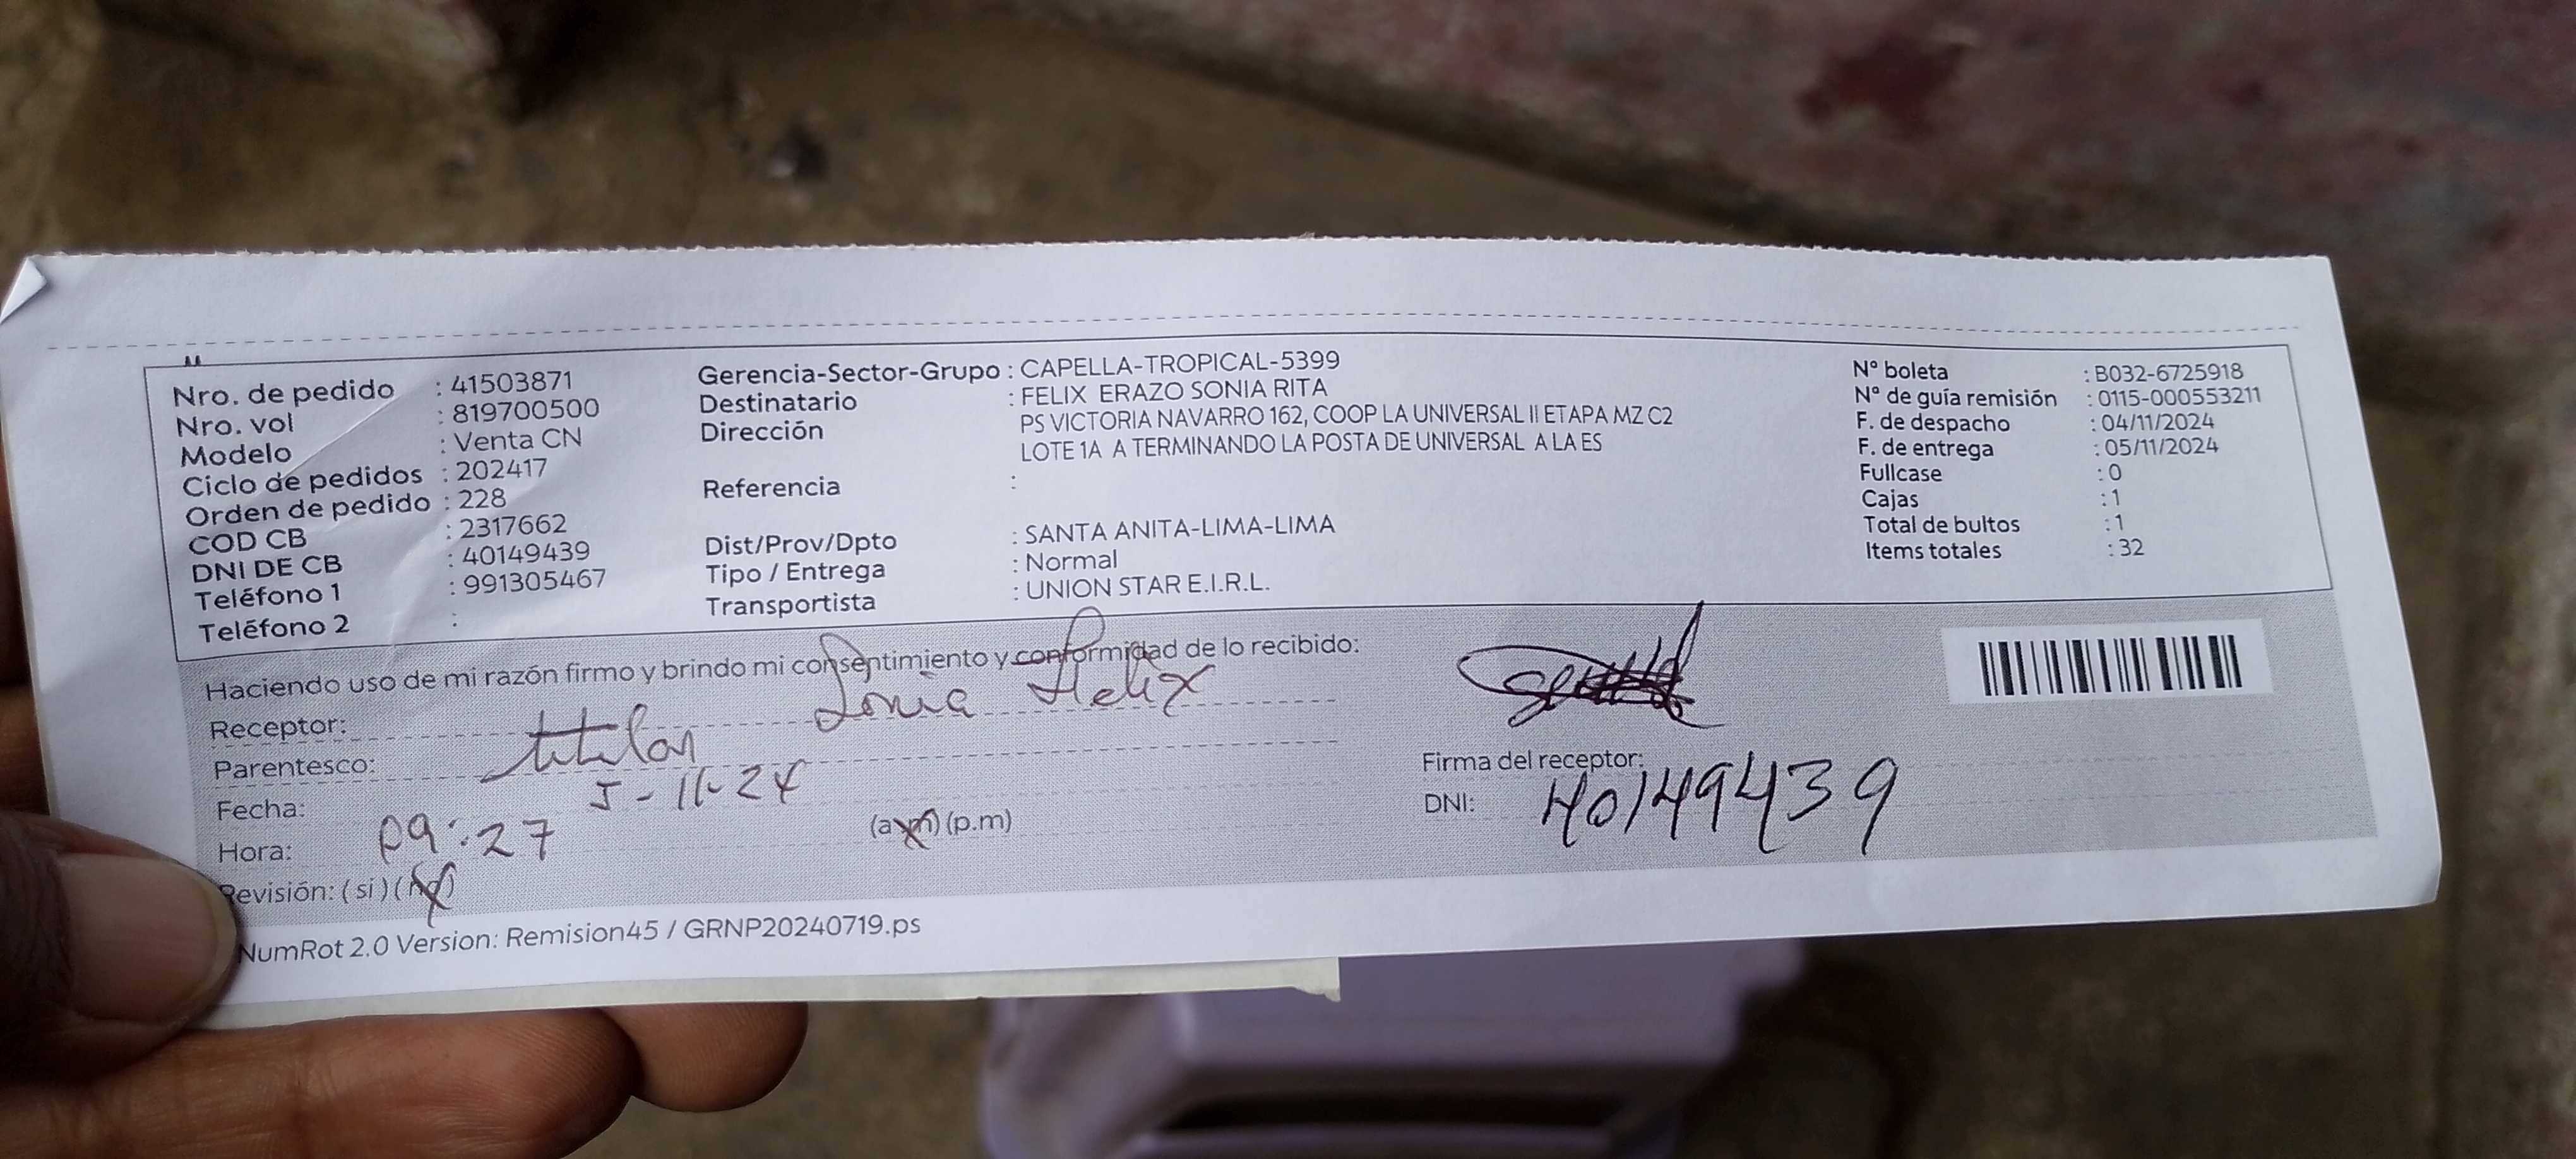 Nro. de pedido : 41503871
Nro. vol : 819700500
Modelo : Venta CN
Ciclo de pedidos : 202417
Orden de pedido : 228
COD CB : 2317662
DNI DE CB : 40149439
Teléfono 1 : 991305467
Teléfono 2 :
Gerencia-Sector-Grupo : CAPELLA-TROPICAL-5399
Destinatario : FELIX ERAZO SONIA RITA
Dirección PS VICTORIA NAVARRO 162, COOP LA UNIVERSAL II ETAPA MZ C2
LOTE 1A A TERMINANDO LA POSTA DE UNIVERSAL A LA ES
Referencia :
Dist/Prov/Dpto : SANTA ANITA-LIMA-LIMA
Tipo / Entrega : Normal
Transportista : UNION STAR E.I.R.L.
N° boleta : B032-6725918
N° de guía remisión : 0115-000553211
F. de despacho : 04/11/2024
F. de entrega : 05/11/2024
Fullcase : 0
Cajas : 1
Total de bultos : 1
Items totales : 32
Haciendo uso de mi razón firmo y brindo mi consentimiento y conformidad de lo recibido:
Receptor: Sonia Felix
Parentesco: titular
Fecha: 5-11-24
Hora: 09:27 (a.m) (p.m)
Revisión: (si) (no)
Firma del receptor:
DNI: 40149439
NumRot 2.0 Version: Remision45 / GRNP20240719.ps